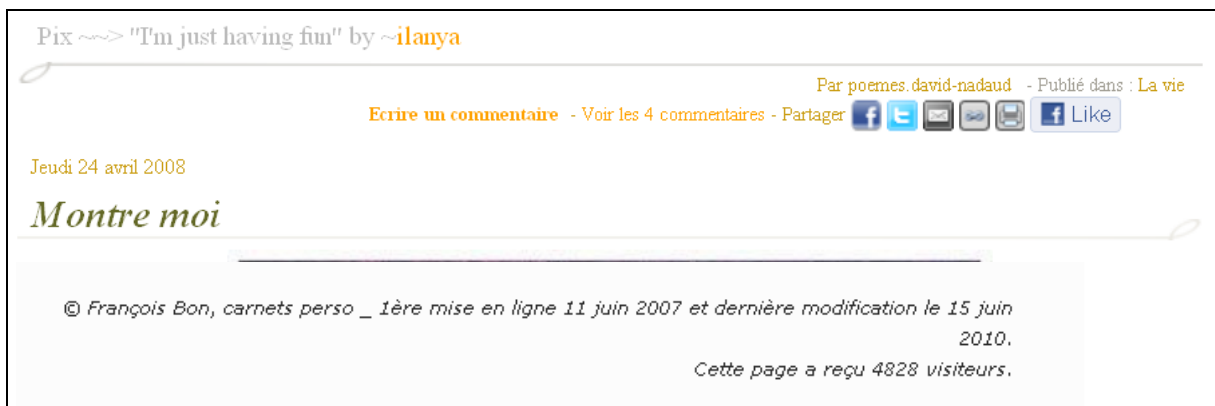 Pix ~~> "I'm just having fun" by ~ilanya
Par poemes.david-nadaud - Publié dans : La vie
Ecrire un commentaire - Voir les 4 commentaires - Partager Like
Jeudi 24 avril 2008
Montre moi
© François Bon, carnets perso _ 1ère mise en ligne 11 juin 2007 et dernière modification le 15 juin
2010.
Cette page a reçu 4828 visiteurs.